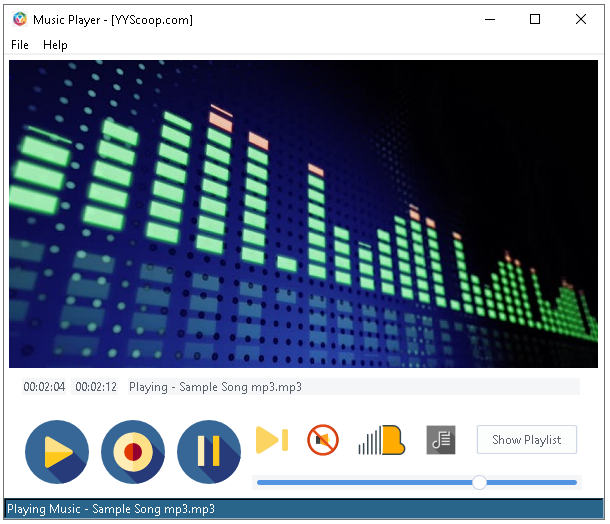 Music Player - [YYScoop.com]
File Help
00:02:04 00:02:12 Playing - Sample Song mp3.mp3
Show Playlist
Playing Music - Sample Song mp3.mp3